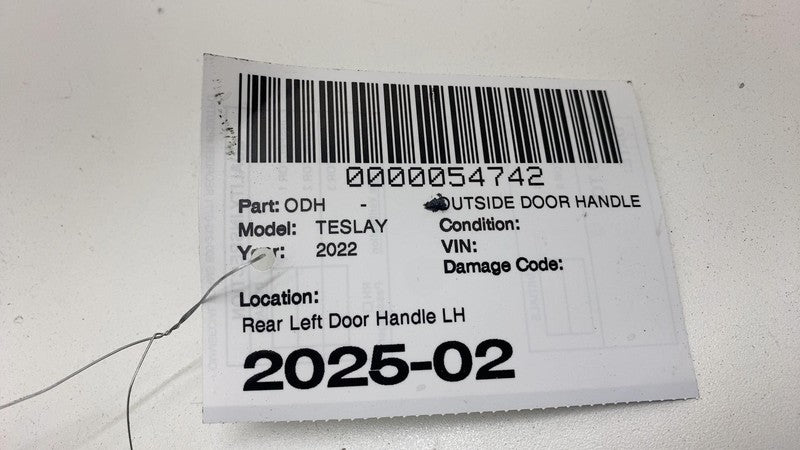 0000054742
Part: ODH - OUTSIDE DOOR HANDLE
Model: TESLAY Condition:
Year: 2022 VIN:
Damage Code:
Location:
Rear Left Door Handle LH
2025-02